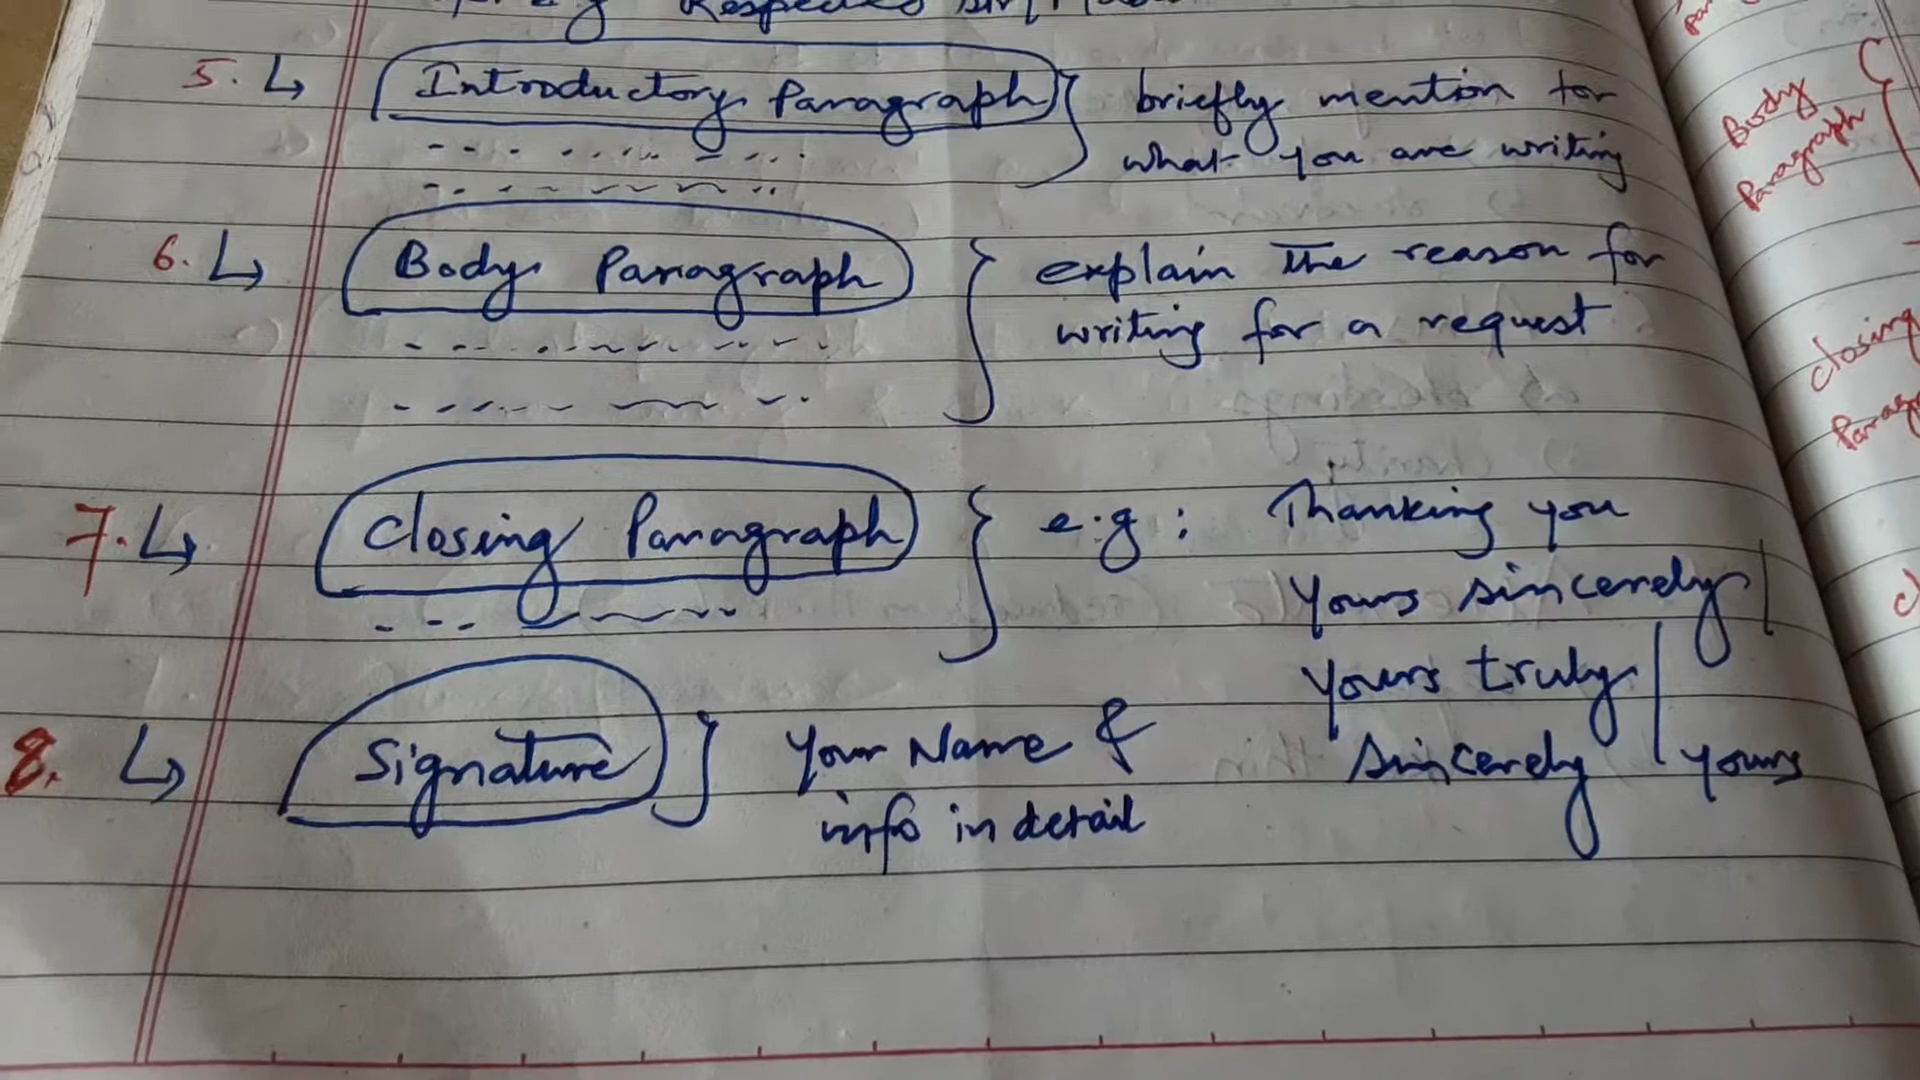 e.g Respected Sir/
5. ↳ Introductory Paragraph } briefly mention for
what you are writing
6. ↳ Body Paragraph } explain the reason for
writing for a request
7. ↳ Closing Paragraph } e.g: Thanking you
Yours sincerely/
Yours truly/
Sincerely yours
8. ↳ Signature } Your Name &
info in detail
Body
Paragraph
closing